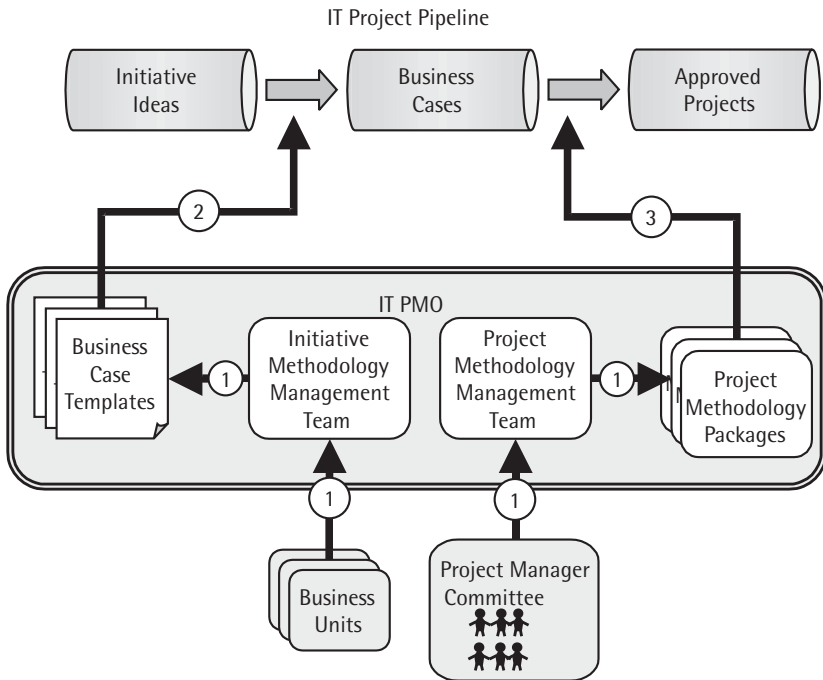 IT Project Pipeline
Initiative
Ideas
Business
Cases
Approved
Projects
2
3
IT PMO
Business
Case
Templates
1
Initiative
Methodology
Management
Team
Project
Methodology
Management
Team
1
Project
Methodology
Packages
1
1
Business
Units
Project Manager
Committee